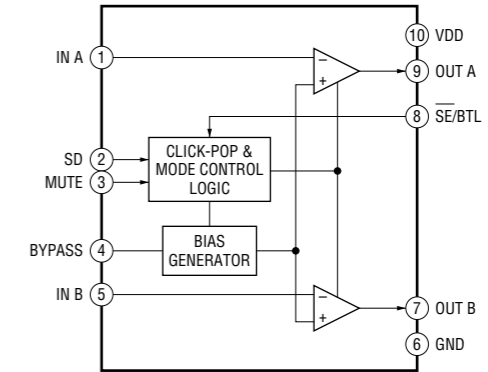 10 VDD
IN A 1
−
+
9 OUT A
8 S̅E̅/BTL
SD 2
MUTE 3
CLICK-POP &
MODE CONTROL
LOGIC
BYPASS 4
BIAS
GENERATOR
IN B 5
−
+
7 OUT B
6 GND